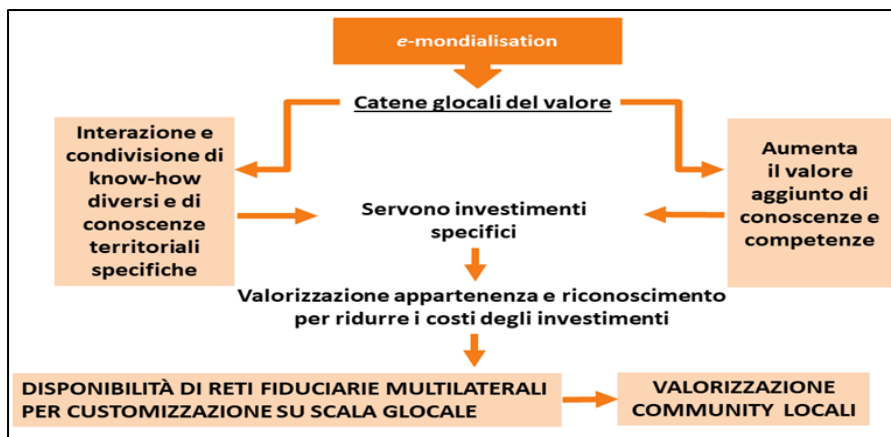 e-mondialisation
Catene glocali del valore
Interazione e
condivisione di
know-how
diversi e di
conoscenze
territoriali
specifiche
Aumenta
il valore
aggiunto di
conoscenze e
competenze
Servono investimenti
specifici
Valorizzazione appartenenza e riconoscimento
per ridurre i costi degli investimenti
DISPONIBILITÀ DI RETI FIDUCIARIE MULTILATERALI
PER CUSTOMIZZAZIONE SU SCALA GLOCALE
VALORIZZAZIONE
COMMUNITY LOCALI